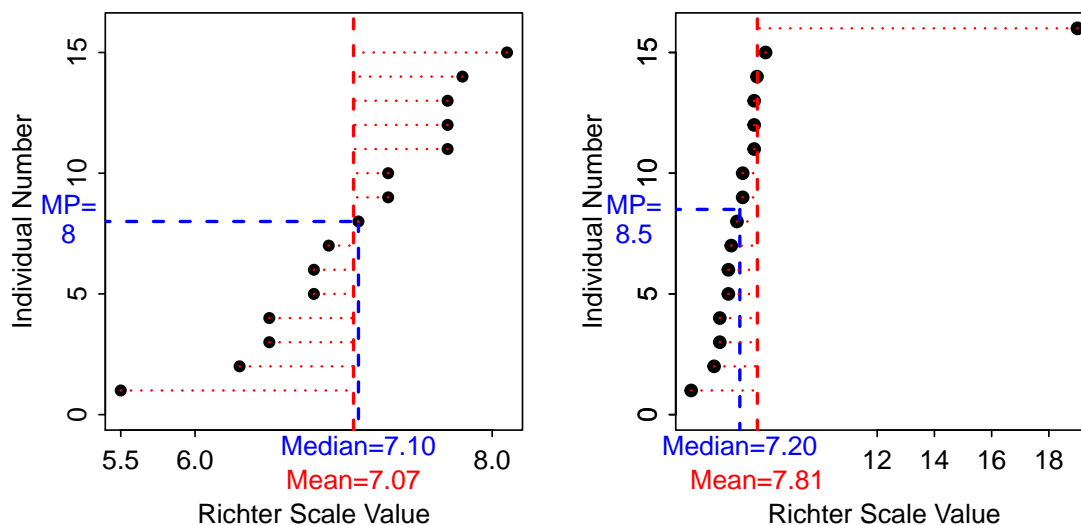 15
10
5
0
Individual Number
MP=
8
Median=7.10
5.5 6.0 8.0
Mean=7.07
Richter Scale Value
15
10
5
0
Individual Number
MP=
8.5
Median=7.20
12 14 16 18
Mean=7.81
Richter Scale Value